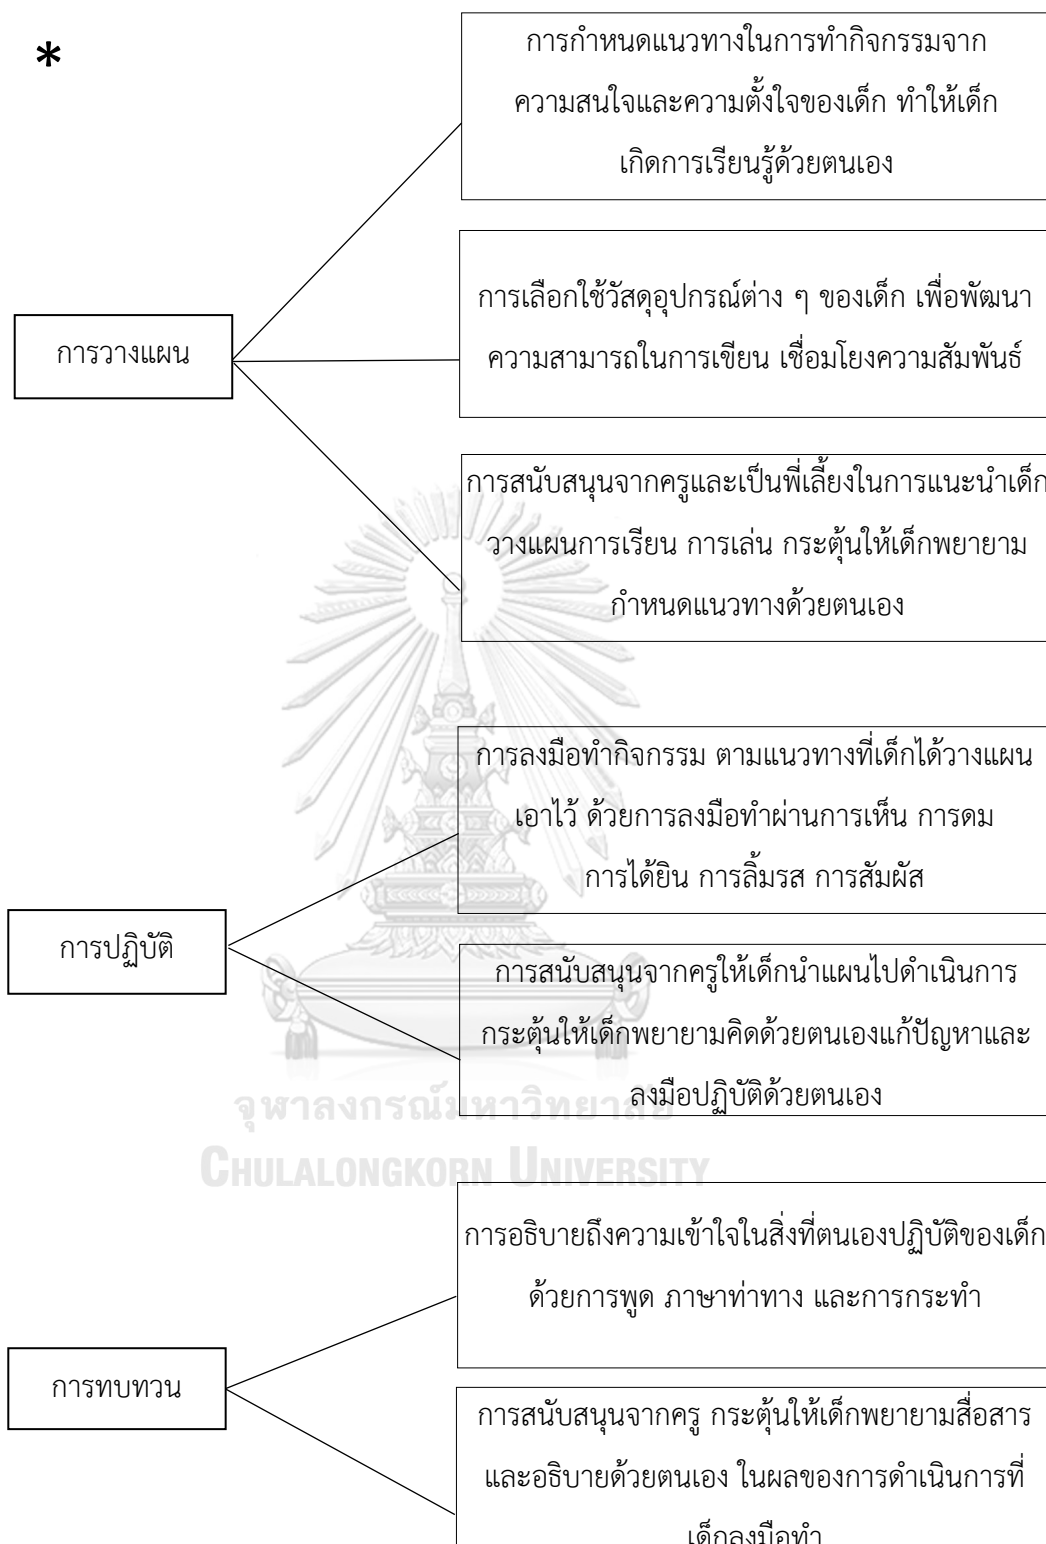 *
การกำหนดแนวทางในการทำกิจกรรมจาก
ความสนใจและความตั้งใจของเด็ก ทำให้เด็ก
เกิดการเรียนรู้ด้วยตนเอง
การวางแผน
การเลือกใช้วัสดุอุปกรณ์ต่าง ๆ ของเด็ก เพื่อพัฒนา
ความสามารถในการเขียน เชื่อมโยงความสัมพันธ์
การสนับสนุนจากครูและเป็นพี่เลี้ยงในการแนะนำเด็ก
วางแผนการเรียน การเล่น กระตุ้นให้เด็กพยายาม
กำหนดแนวทางด้วยตนเอง
การลงมือทำกิจกรรม ตามแนวทางที่เด็กได้วางแผน
เอาไว้ ด้วยการลงมือทำผ่านการเห็น การดม
การได้ยิน การลิ้มรส การสัมผัส
การปฏิบัติ
การสนับสนุนจากครูให้เด็กนำแผนไปดำเนินการ
กระตุ้นให้เด็กพยายามคิดด้วยตนเองแก้ปัญหาและ
ลงมือปฏิบัติด้วยตนเอง
จุฬาลงกรณ์มหาวิทยาลัย
CHULALONGKORN UNIVERSITY
การอธิบายถึงความเข้าใจในสิ่งที่ตนเองปฏิบัติของเด็ก
ด้วยการพูด ภาษาท่าทาง และการกระทำ
การทบทวน
การสนับสนุนจากครู กระตุ้นให้เด็กพยายามสื่อสาร
และอธิบายด้วยตนเอง ในผลของการดำเนินการที่
เด็กลงมือทำ